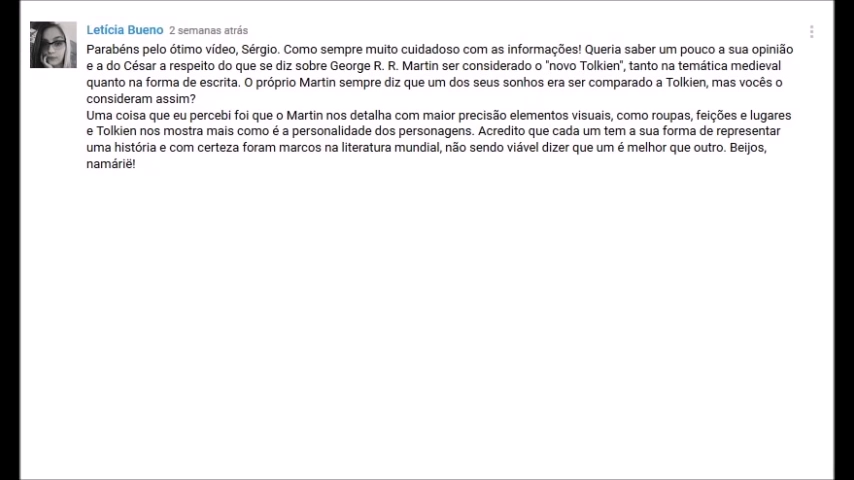 Letícia Bueno 2 semanas atrás
Parabéns pelo ótimo vídeo, Sérgio. Como sempre muito cuidadoso com as informações! Queria saber um pouco a sua opinião
e a do César a respeito do que se diz sobre George R. R. Martin ser considerado o "novo Tolkien", tanto na temática medieval
quanto na forma de escrita. O próprio Martin sempre diz que um dos seus sonhos era ser comparado a Tolkien, mas vocês o
consideram assim?
Uma coisa que eu percebi foi que o Martin nos detalha com maior precisão elementos visuais, como roupas, feições e lugares
e Tolkien nos mostra mais como é a personalidade dos personagens. Acredito que cada um tem a sua forma de representar
uma história e com certeza foram marcos na literatura mundial, não sendo viável dizer que um é melhor que outro. Beijos,
namárië!